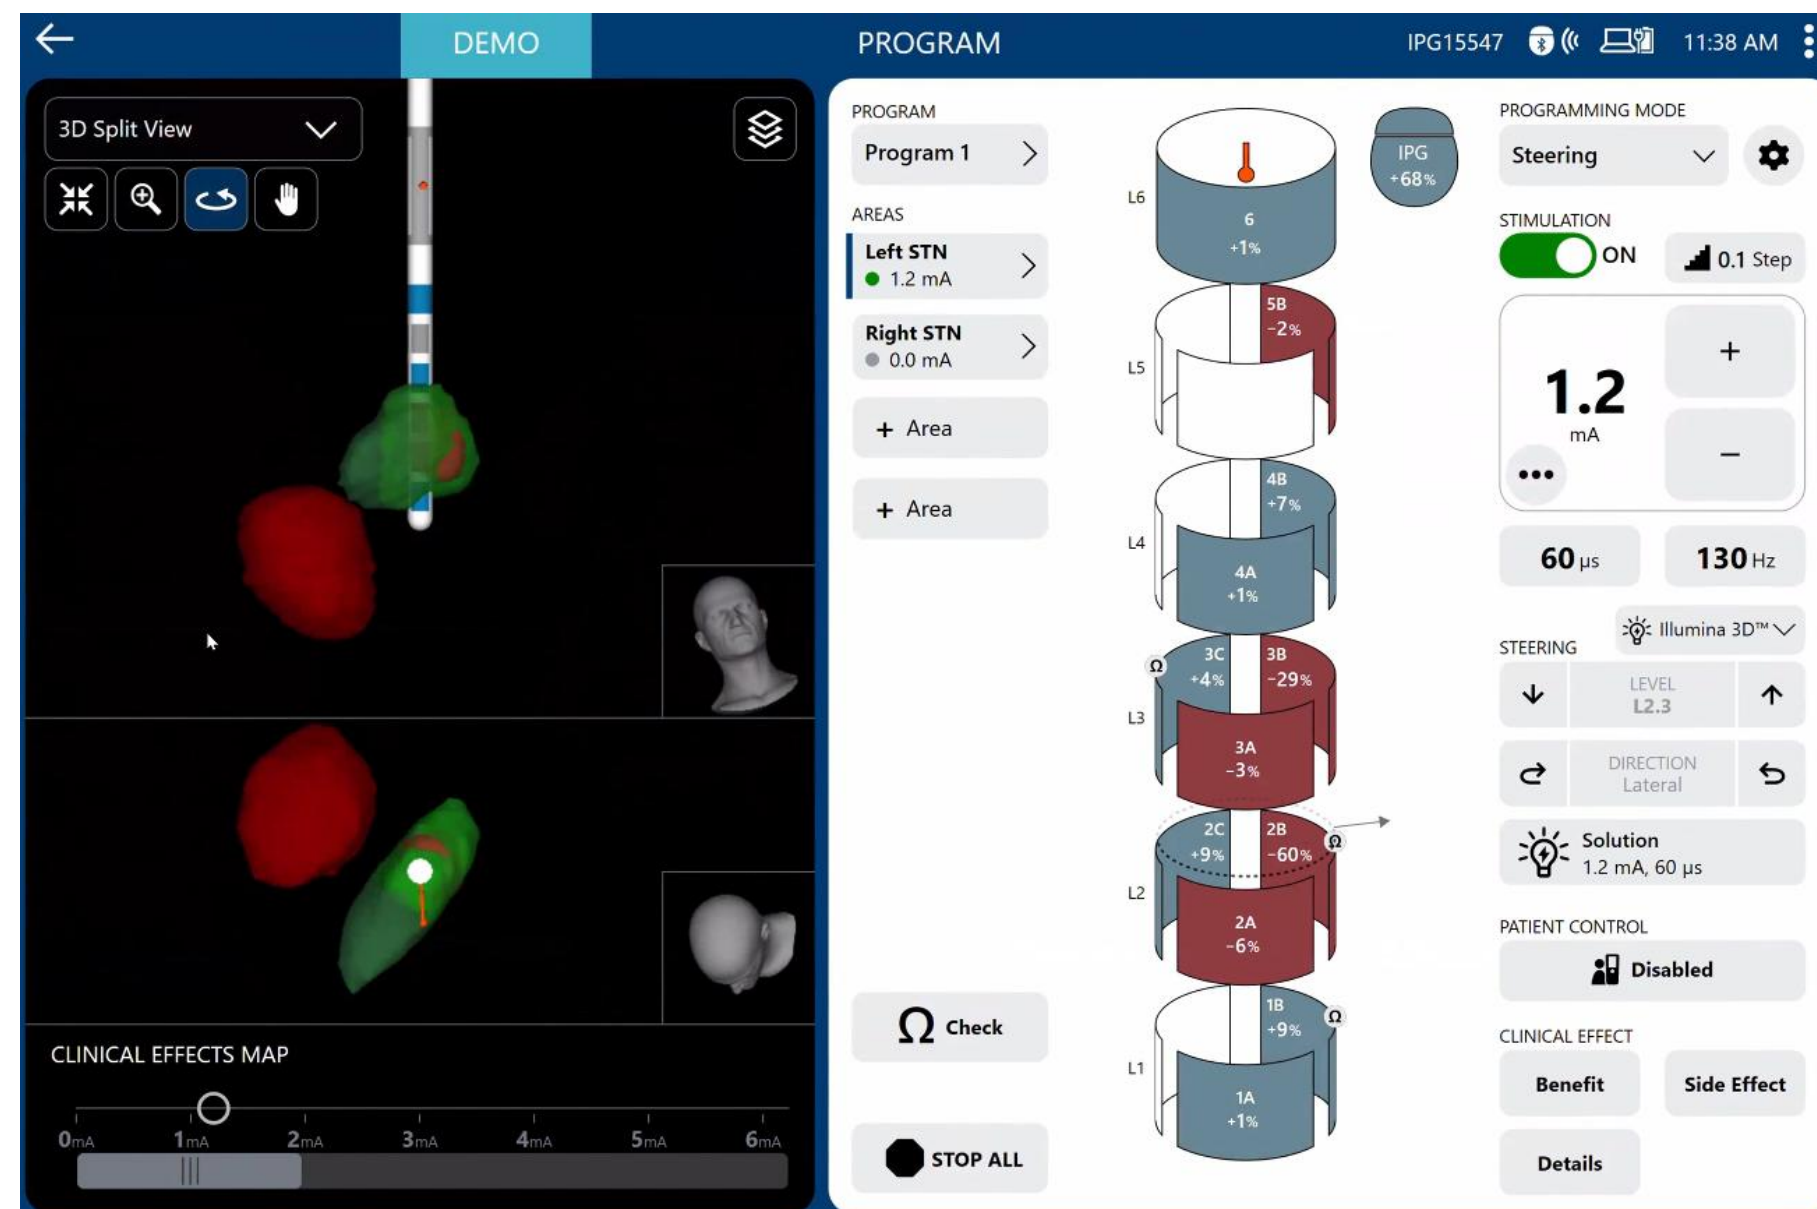 DEMO
PROGRAM
IPG15547
11:38 AM
3D Split View
CLINICAL EFFECTS MAP
0mA 1mA 2mA 3mA 4mA 5mA 6mA
PROGRAM
Program 1
AREAS
Left STN
1.2 mA
Right STN
0.0 mA
+ Area
+ Area
Ω Check
STOP ALL
IPG
+68%
L6
6
+1%
5B
-2%
L5
4B
+7%
L4
4A
+1%
Ω
3C
+4%
3B
-29%
L3
3A
-3%
2C
+9%
2B
-60%
Ω
L2
2A
-6%
1B
+9%
Ω
L1
1A
+1%
PROGRAMMING MODE
Steering
STIMULATION
ON
0.1 Step
1.2
mA
+
−
60 µs
130 Hz
Illumina 3D™
STEERING
LEVEL
L2.3
DIRECTION
Lateral
Solution
1.2 mA, 60 µs
PATIENT CONTROL
Disabled
CLINICAL EFFECT
Benefit
Side Effect
Details